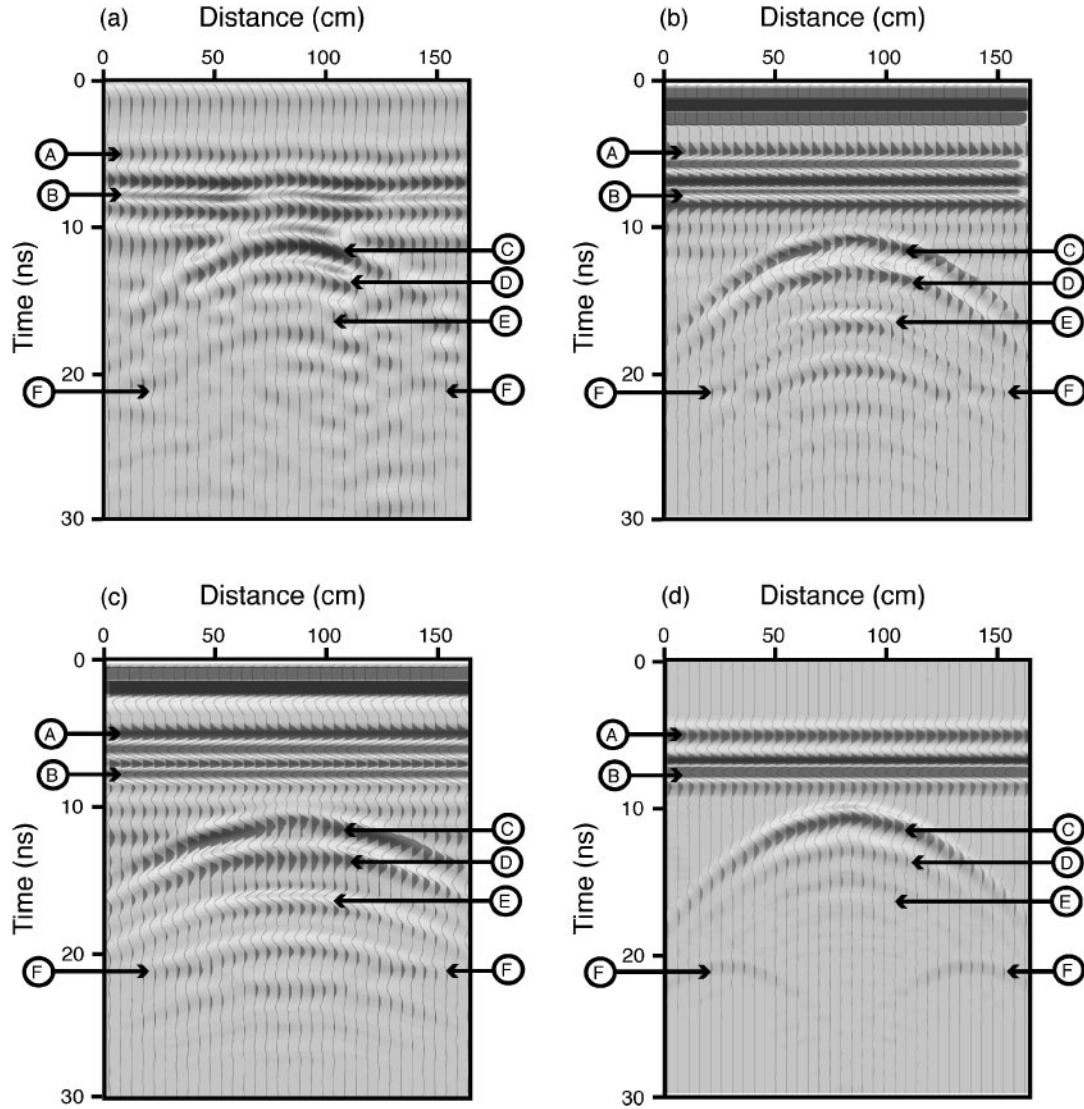 (a) Distance (cm)
0 50 100 150
0
A
B
10
C
D
E
Time (ns)
20
F F
30
(b) Distance (cm)
0 50 100 150
0
A
B
10
C
D
E
Time (ns)
20
F F
30
(c) Distance (cm)
0 50 100 150
0
A
B
10
C
D
E
Time (ns)
20
F F
30
(d) Distance (cm)
0 50 100 150
0
A
B
10
C
D
E
Time (ns)
20
F F
30